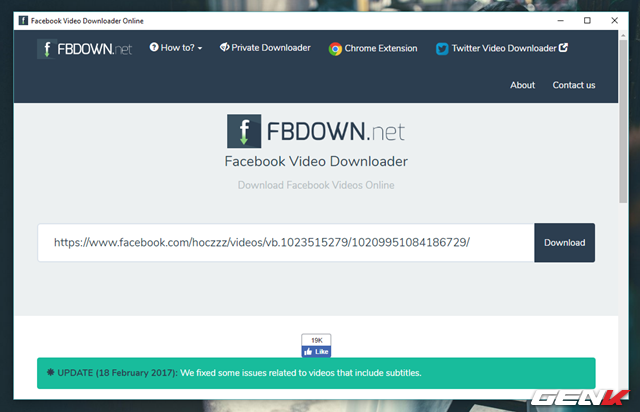 Facebook Video Downloader Online
FBDOWN.net
How to?
Private Downloader
Chrome Extension
Twitter Video Downloader
About
Contact us
FBDOWN.net
Facebook Video Downloader
Download Facebook Videos Online
https://www.facebook.com/hoczzz/videos/vb.1023515279/10209951084186729/
Download
19K
Like
UPDATE (18 February 2017): We fixed some issues related to videos that include subtitles.
GENK